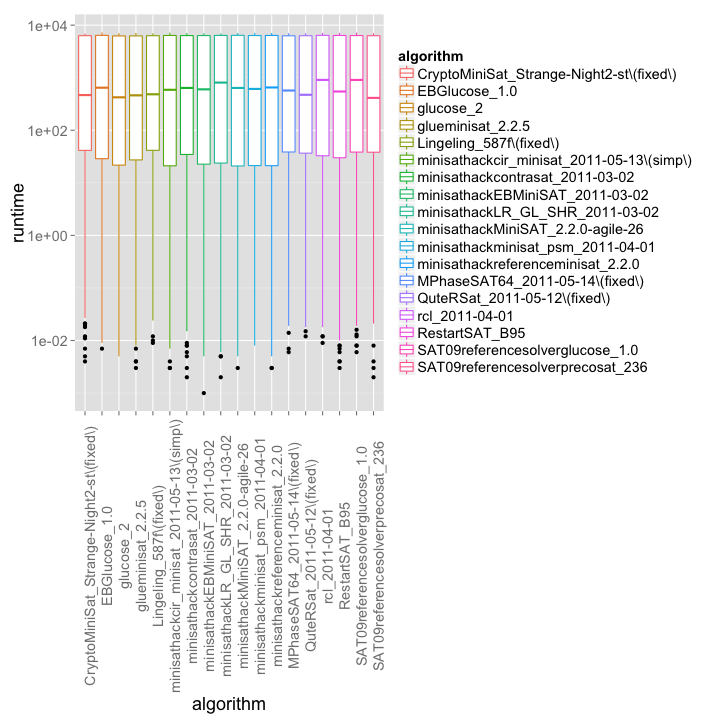 1e+04
1e+02
1e+00
1e-02
runtime
CryptoMiniSat_Strange-Night2-st\(fixed\)
EBGlucose_1.0
glucose_2
glueminisat_2.2.5
Lingeling_587f\(fixed\)
minisathackcir_minisat_2011-05-13\(simp\)
minisathackcontrasat_2011-03-02
minisathackEBMiniSAT_2011-03-02
minisathackLR_GL_SHR_2011-03-02
minisathackMiniSAT_2.2.0-agile-26
minisathackminisat_psm_2011-04-01
minisathackreferenceminisat_2.2.0
MPhaseSAT64_2011-05-14\(fixed\)
QuteRSat_2011-05-12\(fixed\)
rcl_2011-04-01
RestartSAT_B95
SAT09referencesolverglucose_1.0
SAT09referencesolverprecosat_236
algorithm
algorithm
CryptoMiniSat_Strange-Night2-st\(fixed\)
EBGlucose_1.0
glucose_2
glueminisat_2.2.5
Lingeling_587f\(fixed\)
minisathackcir_minisat_2011-05-13\(simp\)
minisathackcontrasat_2011-03-02
minisathackEBMiniSAT_2011-03-02
minisathackLR_GL_SHR_2011-03-02
minisathackMiniSAT_2.2.0-agile-26
minisathackminisat_psm_2011-04-01
minisathackreferenceminisat_2.2.0
MPhaseSAT64_2011-05-14\(fixed\)
QuteRSat_2011-05-12\(fixed\)
rcl_2011-04-01
RestartSAT_B95
SAT09referencesolverglucose_1.0
SAT09referencesolverprecosat_236